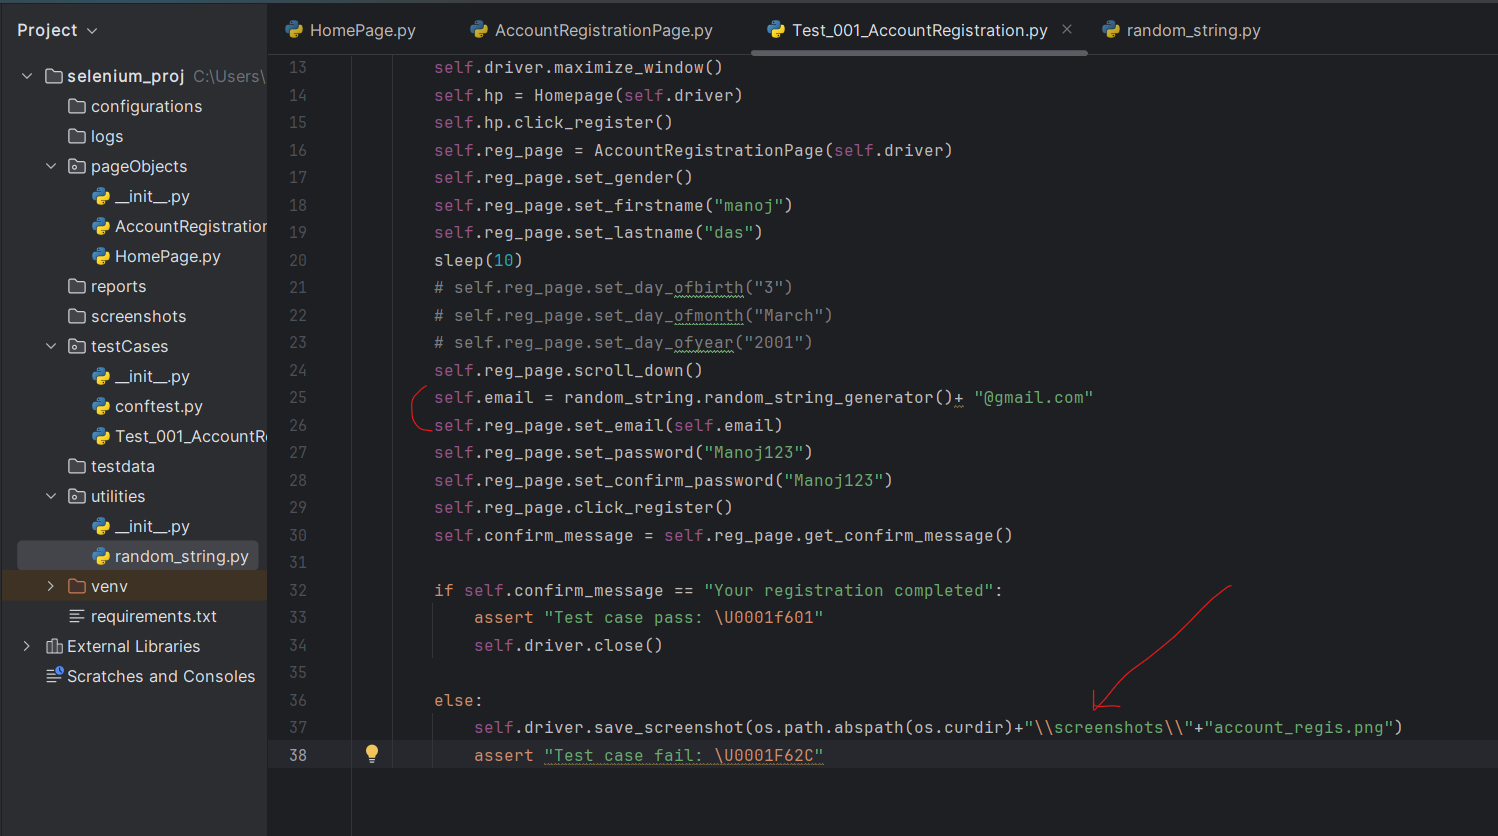 Project
selenium_proj C:\Users\
configurations
logs
pageObjects
__init__.py
AccountRegistration
HomePage.py
reports
screenshots
testCases
__init__.py
conftest.py
Test_001_AccountRe
testdata
utilities
__init__.py
random_string.py
venv
requirements.txt
External Libraries
Scratches and Consoles
HomePage.py AccountRegistrationPage.py Test_001_AccountRegistration.py random_string.py
13 self.driver.maximize_window()
14 self.hp = Homepage(self.driver)
15 self.hp.click_register()
16 self.reg_page = AccountRegistrationPage(self.driver)
17 self.reg_page.set_gender()
18 self.reg_page.set_firstname("manoj")
19 self.reg_page.set_lastname("das")
20 sleep(10)
21 # self.reg_page.set_day_ofbirth("3")
22 # self.reg_page.set_day_ofmonth("March")
23 # self.reg_page.set_day_ofyear("2001")
24 self.reg_page.scroll_down()
25 self.email = random_string.random_string_generator()+ "@gmail.com"
26 self.reg_page.set_email(self.email)
27 self.reg_page.set_password("Manoj123")
28 self.reg_page.set_confirm_password("Manoj123")
29 self.reg_page.click_register()
30 self.confirm_message = self.reg_page.get_confirm_message()
31
32 if self.confirm_message == "Your registration completed":
33 assert "Test case pass: \U0001f601"
34 self.driver.close()
35
36 else:
37 self.driver.save_screenshot(os.path.abspath(os.curdir)+"\\screenshots\\"+"account_regis.png")
38 assert "Test case fail: \U0001F62C"